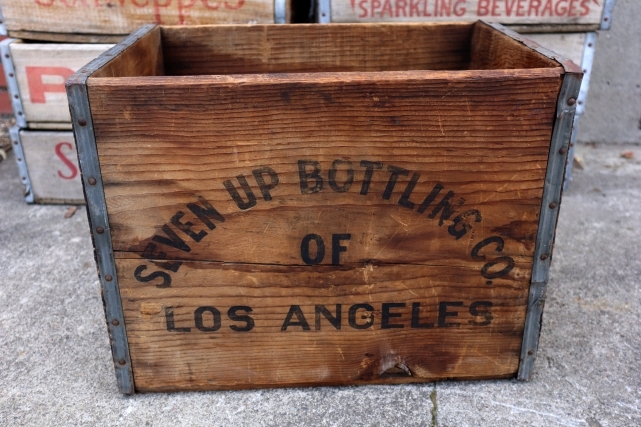 SPARKLING BEVERAGES
SEVEN UP BOTTLING CO.
OF
LOS ANGELES